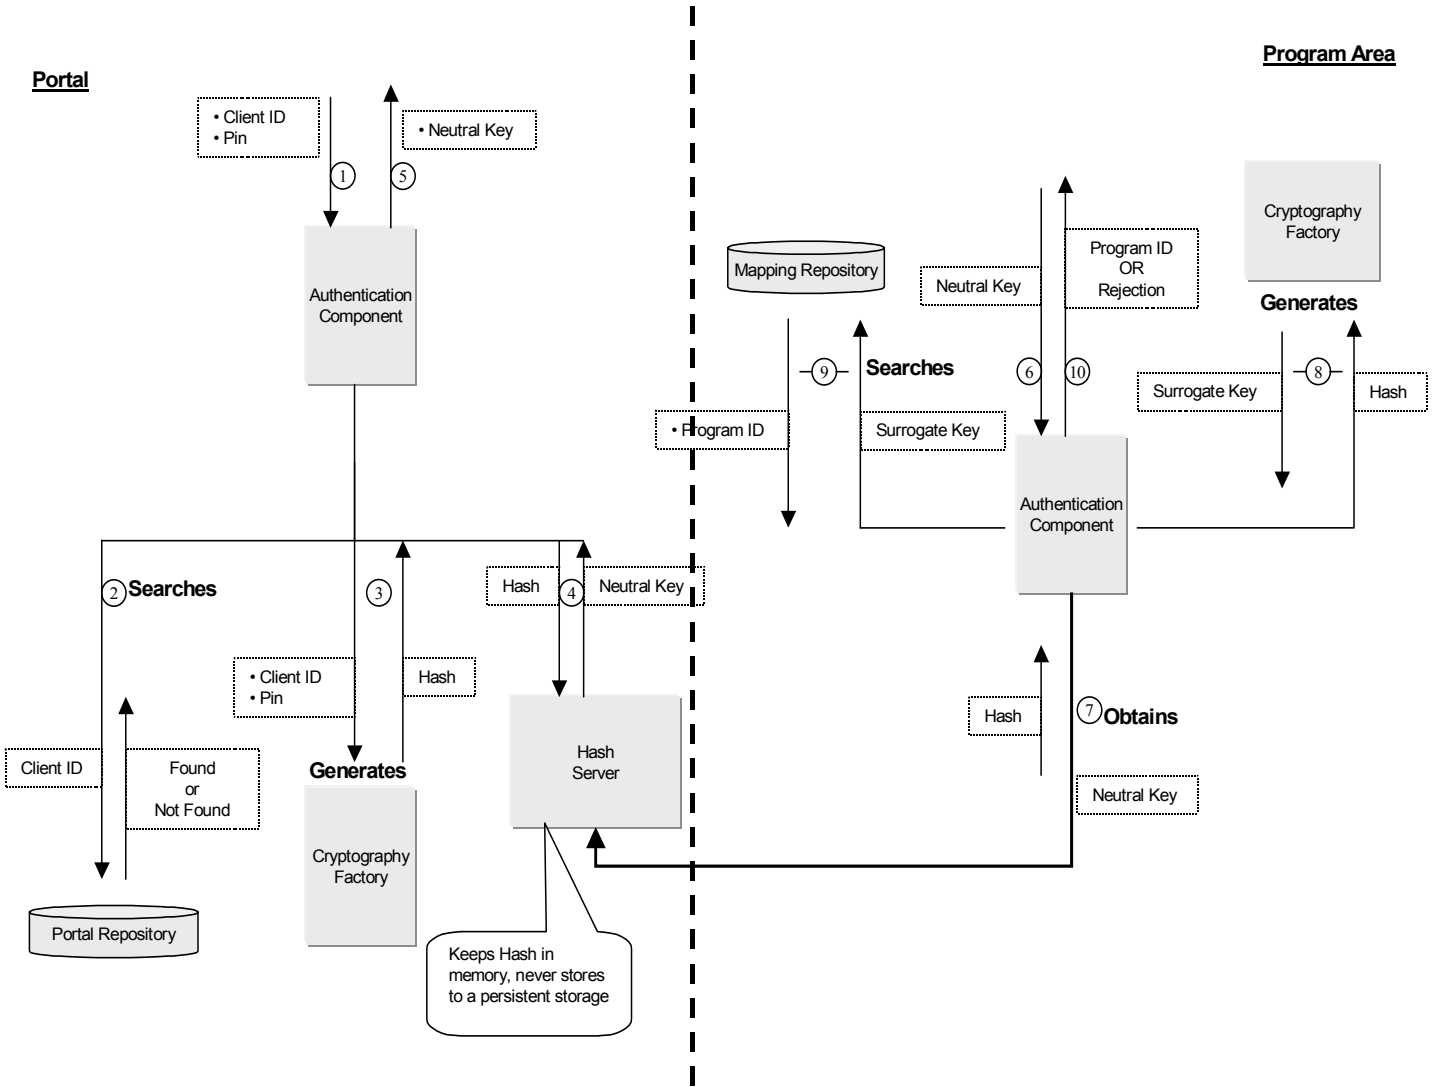 Portal
Program Area
• Client ID
• Pin
• Neutral Key
1
5
Authentication
Component
2
Searches
3
Hash
4
Neutral Key
• Client ID
• Pin
Hash
Client ID
Found
or
Not Found
Generates
Hash
Server
Cryptography
Factory
Portal Repository
Keeps Hash in
memory, never stores
to a persistent storage
Mapping Repository
Neutral Key
Program ID
OR
Rejection
Cryptography
Factory
Generates
9
Searches
6
10
8
Surrogate Key
Hash
• Program ID
Surrogate Key
Authentication
Component
Hash
7
Obtains
Neutral Key